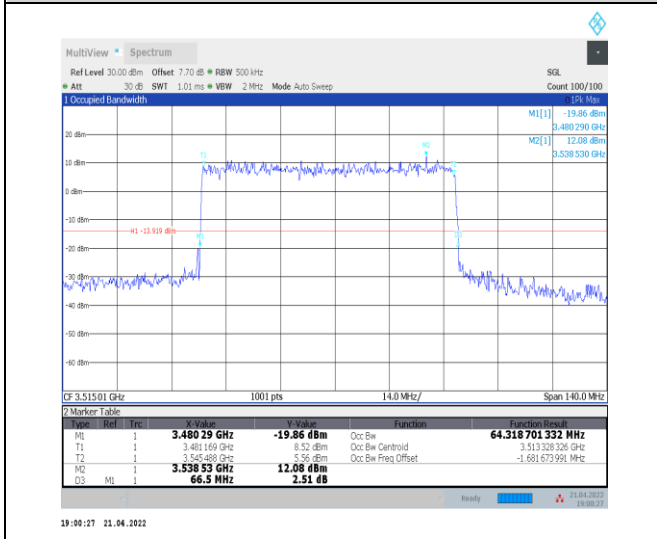 MultiView Spectrum
Ref Level 30.00 dBm Offset 7.70 dB RBW 500 kHz SGL
Att 30 dB SWT 1.01 ms VBW 2 MHz Mode Auto Sweep Count 100/100
1 Occupied Bandwidth 1Pk Max
M1[1] -19.86 dBm
3.480290 GHz
M2[1] 12.08 dBm
3.538530 GHz
20 dBm
M2
10 dBm
T1
T2
0 dBm
-10 dBm
H1 -13.919 dBm
M1
D3
-20 dBm
-30 dBm
-40 dBm
-50 dBm
-60 dBm
CF 3.51501 GHz 1001 pts 14.0 MHz/ Span 140.0 MHz
2 Marker Table
Type Ref Trc X-Value Y-Value Function Function Result
M1 1 3.480 29 GHz -19.86 dBm Occ Bw 64.318 701 332 MHz
T1 1 3.481 169 GHz 8.52 dBm Occ Bw Centroid 3.513 328 326 GHz
T2 1 3.545 488 GHz 5.56 dBm Occ Bw Freq Offset -1.681 673 991 MHz
M2 1 3.538 53 GHz 12.08 dBm
D3 M1 1 66.5 MHz 2.51 dB
Ready 21.04.2022
19:00:27
19:00:27 21.04.2022